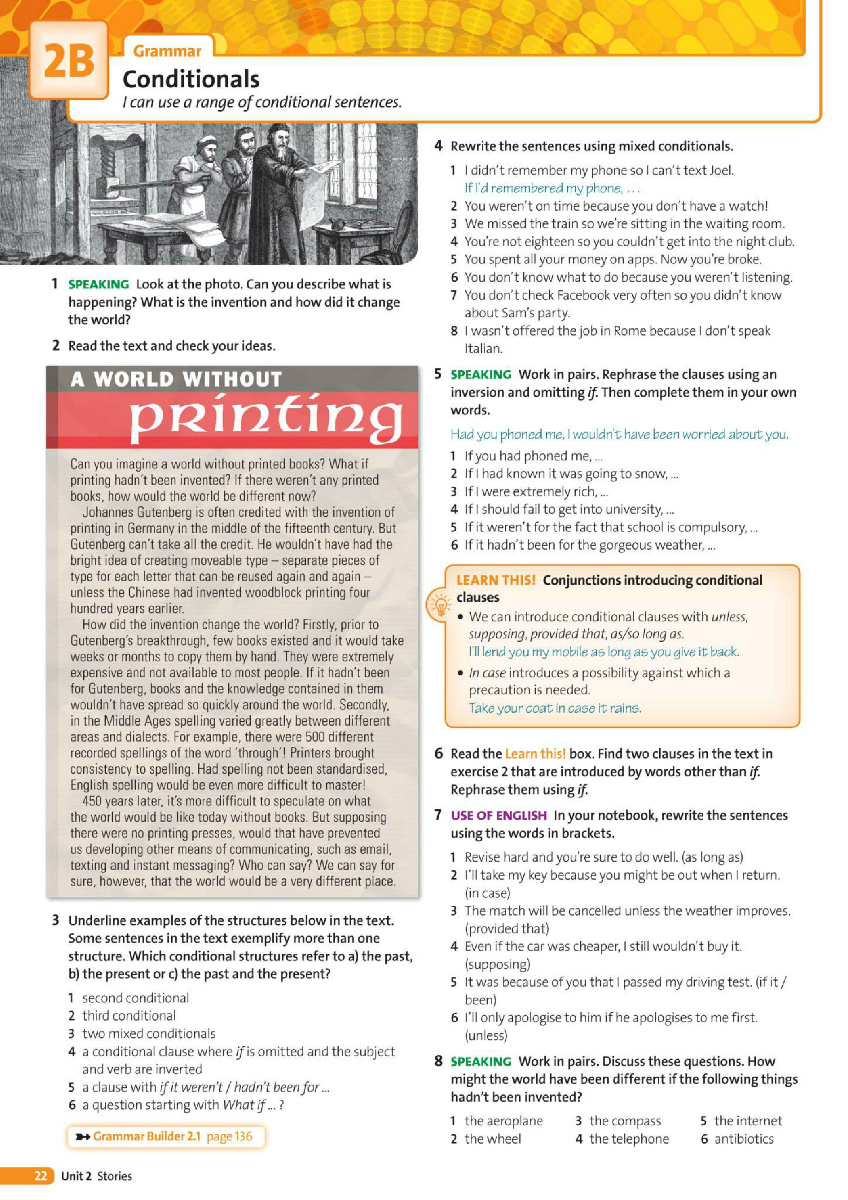 2B
Grammar
Conditionals
I can use a range of conditional sentences.
1 SPEAKING Look at the photo. Can you describe what is
happening? What is the invention and how did it change
the world?
2 Read the text and check your ideas.
A WORLD WITHOUT
printing
Can you imagine a world without printed books? What if
printing hadn't been invented? If there weren't any printed
books, how would the world be different now?
Johannes Gutenberg is often credited with the invention of
printing in Germany in the middle of the fifteenth century. But
Gutenberg can't take all the credit. He wouldn't have had the
bright idea of creating moveable type – separate pieces of
type for each letter that can be reused again and again –
unless the Chinese had invented woodblock printing four
hundred years earlier.
How did the invention change the world? Firstly, prior to
Gutenberg's breakthrough, few books existed and it would take
weeks or months to copy them by hand. They were extremely
expensive and not available to most people. If it hadn't been
for Gutenberg, books and the knowledge contained in them
wouldn't have spread so quickly around the world. Secondly,
in the Middle Ages spelling varied greatly between different
areas and dialects. For example, there were 500 different
recorded spellings of the word 'through'! Printers brought
consistency to spelling. Had spelling not been standardised,
English spelling would be even more difficult to master!
450 years later, it's more difficult to speculate on what
the world would be like today without books. But supposing
there were no printing presses, would that have prevented
us developing other means of communicating, such as email,
texting and instant messaging? Who can say? We can say for
sure, however, that the world would be a very different place.
3 Underline examples of the structures below in the text.
Some sentences in the text exemplify more than one
structure. Which conditional structures refer to a) the past,
b) the present or c) the past and the present?
1 second conditional
2 third conditional
3 two mixed conditionals
4 a conditional clause where if is omitted and the subject
and verb are inverted
5 a clause with if it weren't / hadn't been for ...
6 a question starting with What if ... ?
Grammar Builder 2.1 page 136
4 Rewrite the sentences using mixed conditionals.
1 I didn't remember my phone so I can't text Joel.
If I'd remembered my phone, ...
2 You weren't on time because you don't have a watch!
3 We missed the train so we're sitting in the waiting room.
4 You're not eighteen so you couldn't get into the night club.
5 You spent all your money on apps. Now you're broke.
6 You don't know what to do because you weren't listening.
7 You don't check Facebook very often so you didn't know
about Sam's party.
8 I wasn't offered the job in Rome because I don't speak
Italian.
5 SPEAKING Work in pairs. Rephrase the clauses using an
inversion and omitting if. Then complete them in your own
words.
Had you phoned me, I wouldn't have been worried about you.
1 If you had phoned me, ...
2 If I had known it was going to snow, ...
3 If I were extremely rich, ...
4 If I should fail to get into university, ...
5 If it weren't for the fact that school is compulsory, ...
6 If it hadn't been for the gorgeous weather, ...
LEARN THIS! Conjunctions introducing conditional
clauses
• We can introduce conditional clauses with unless,
supposing, provided that, as/so long as.
I'll lend you my mobile as long as you give it back.
• In case introduces a possibility against which a
precaution is needed.
Take your coat in case it rains.
6 Read the Learn this! box. Find two clauses in the text in
exercise 2 that are introduced by words other than if.
Rephrase them using if.
7 USE OF ENGLISH In your notebook, rewrite the sentences
using the words in brackets.
1 Revise hard and you're sure to do well. (as long as)
2 I'll take my key because you might be out when I return.
(in case)
3 The match will be cancelled unless the weather improves.
(provided that)
4 Even if the car was cheaper, I still wouldn't buy it.
(supposing)
5 It was because of you that I passed my driving test. (if it /
been)
6 I'll only apologise to him if he apologises to me first.
(unless)
8 SPEAKING Work in pairs. Discuss these questions. How
might the world have been different if the following things
hadn't been invented?
1 the aeroplane 3 the compass 5 the internet
2 the wheel 4 the telephone 6 antibiotics
22 Unit 2 Stories